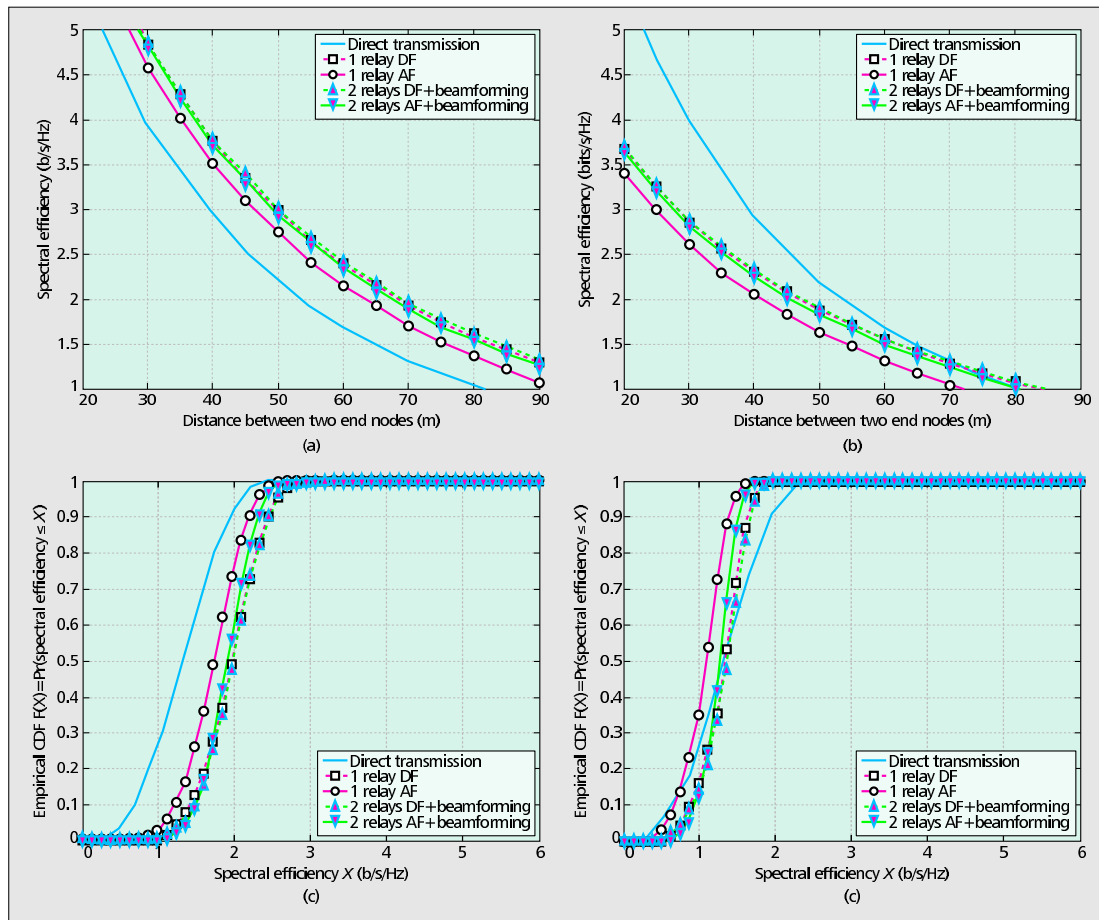 5
4.5
4
3.5
3
2.5
2
1.5
1
Spectral efficiency (b/s/Hz)
Direct transmission
1 relay DF
1 relay AF
2 relays DF+beamforming
2 relays AF+beamforming
20 30 40 50 60 70 80 90
Distance between two end nodes (m)
(a)
5
4.5
4
3.5
3
2.5
2
1.5
1
Spectral efficiency (bits/s/Hz)
Direct transmission
1 relay DF
1 relay AF
2 relays DF+beamforming
2 relays AF+beamforming
20 30 40 50 60 70 80 90
Distance between two end nodes (m)
(b)
1
0.9
0.8
0.7
0.6
0.5
0.4
0.3
0.2
0.1
0
Empirical CDF F(X)=Pr(spectral efficiency ≤ X)
Direct transmission
1 relay DF
1 relay AF
2 relays DF+beamforming
2 relays AF+beamforming
0 1 2 3 4 5 6
Spectral efficiency X (b/s/Hz)
(c)
1
0.9
0.8
0.7
0.6
0.5
0.4
0.3
0.2
0.1
0
Empirical CDF F(X)=Pr(spectral efficiency ≤ X)
Direct transmission
1 relay DF
1 relay AF
2 relays DF+beamforming
2 relays AF+beamforming
0 1 2 3 4 5 6
Spectral efficiency X (b/s/Hz)
(c)